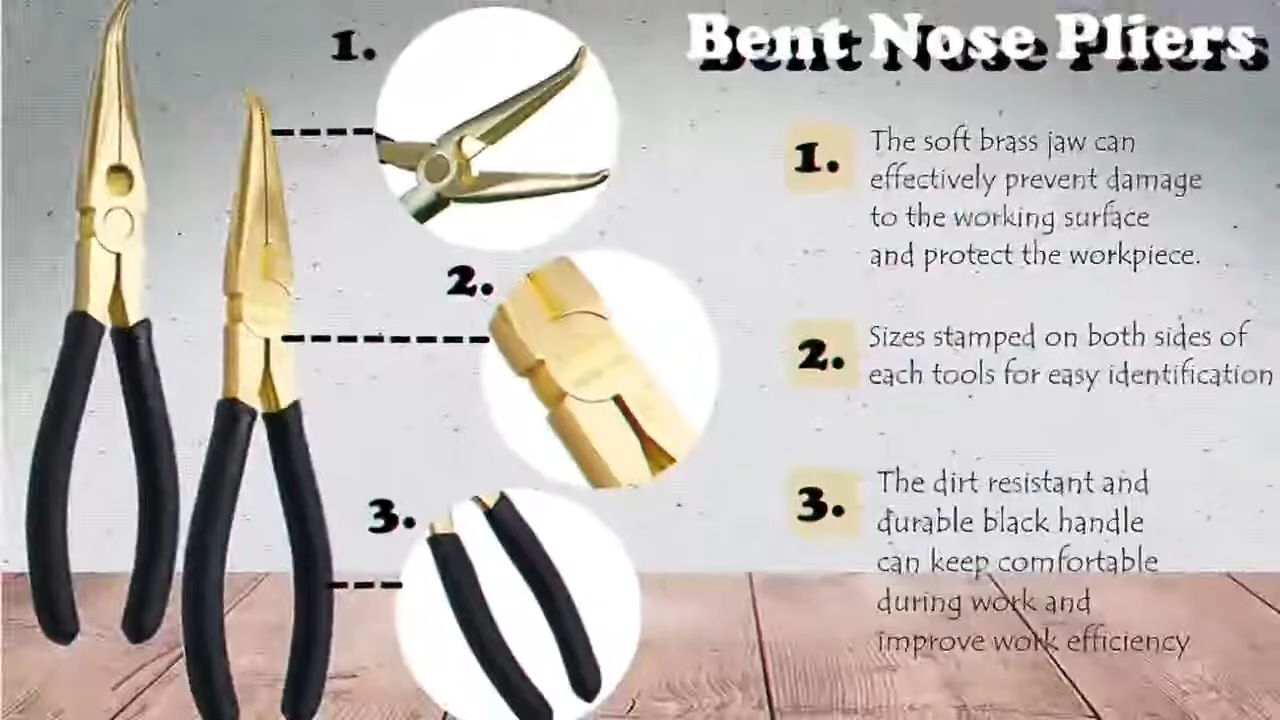 Bent Nose Pliers
1.
1.
The soft brass jaw can
effectively prevent damage
to the working surface
and protect the workpiece.
2.
2.
Sizes stamped on both sides of
each tools for easy identification
3.
3.
The dirt resistant and
durable black handle
can keep comfortable
during work and
improve work efficiency